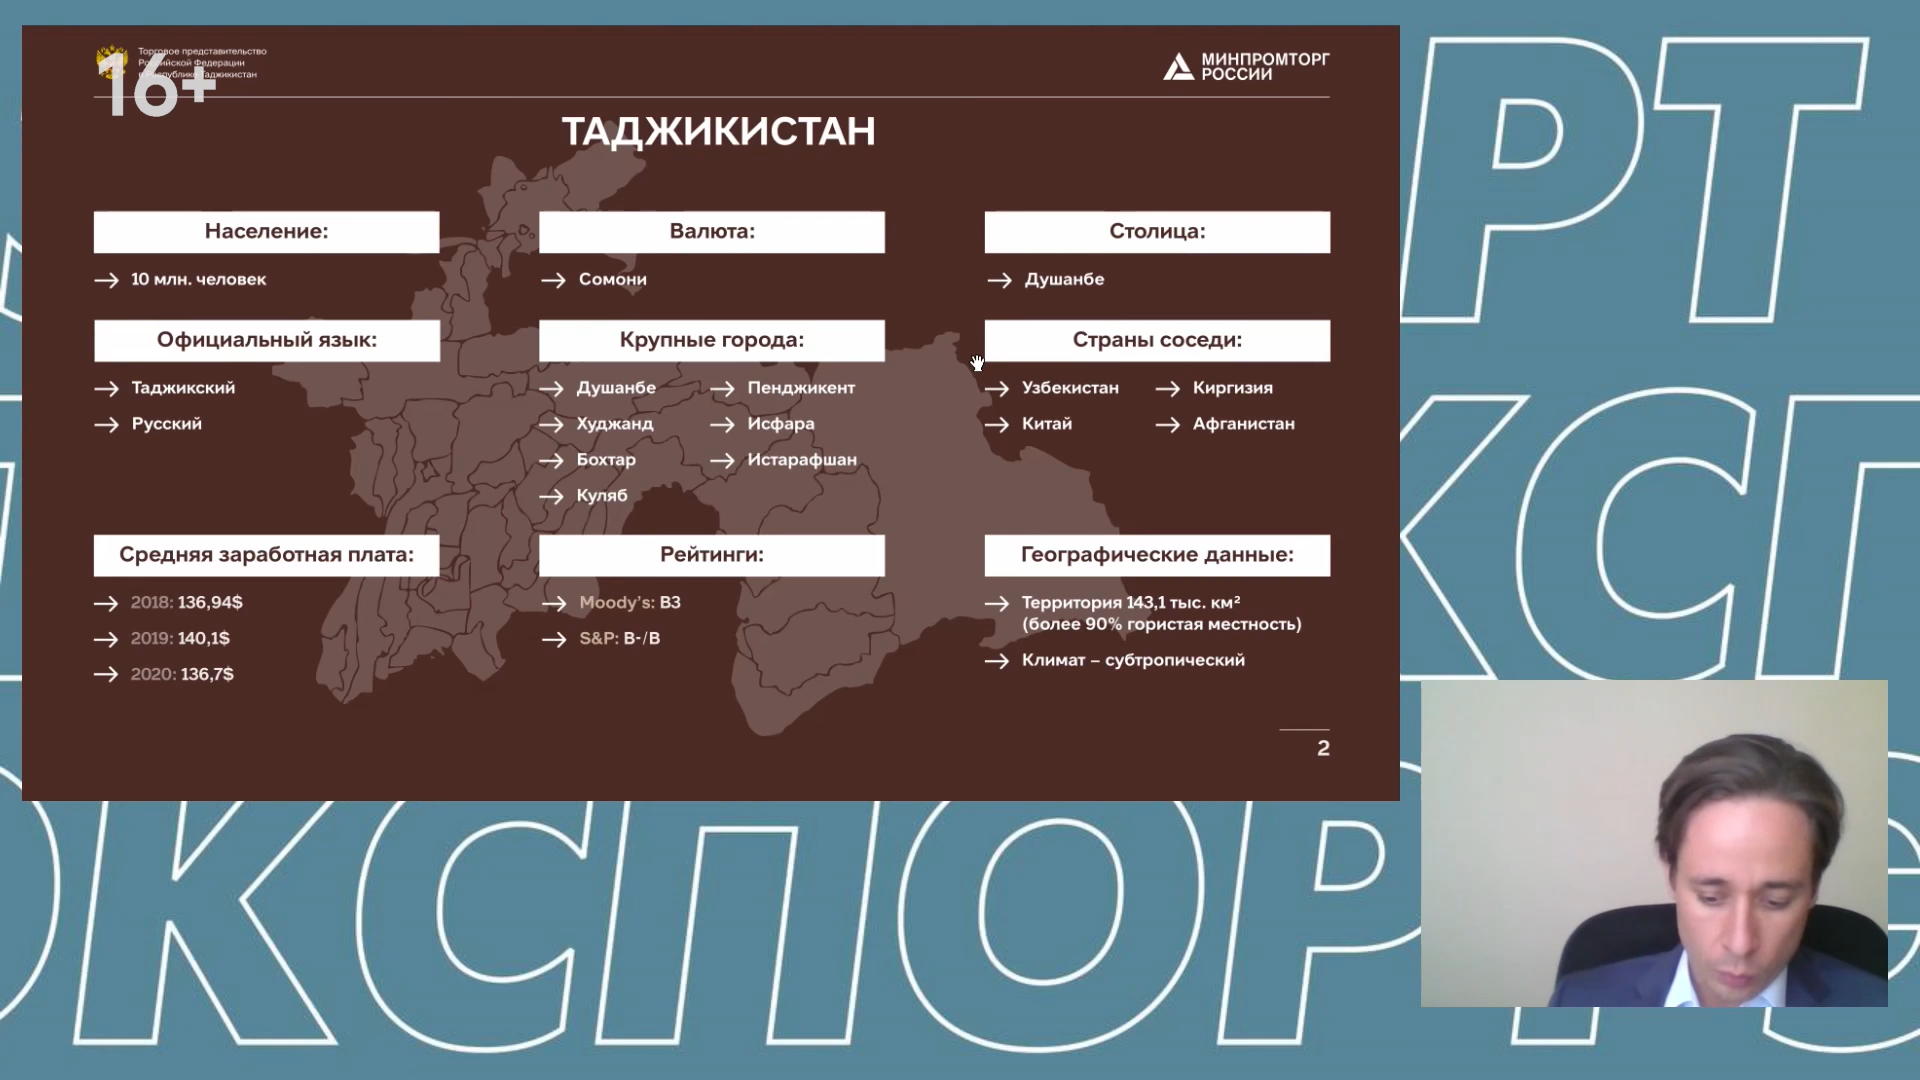 Торговое представительство
Российской Федерации
в Республике Таджикистан
16+
МИНПРОМТОРГ
РОССИИ
ТАДЖИКИСТАН
Население:
→ 10 млн. человек
Валюта:
→ Сомони
Столица:
→ Душанбе
Официальный язык:
→ Таджикский
→ Русский
Крупные города:
→ Душанбе → Пенджикент
→ Худжанд → Исфара
→ Бохтар → Истарафшан
→ Куляб
Страны соседи:
→ Узбекистан → Киргизия
→ Китай → Афганистан
Средняя заработная плата:
→ 2018: 136,94$
→ 2019: 140,1$
→ 2020: 136,7$
Рейтинги:
→ Moody's: B3
→ S&P: B-/B
Географические данные:
→ Территория 143,1 тыс. км²
(более 90% гористая местность)
→ Климат – субтропический
2
РТ
КСП
ЭКСПОРТ